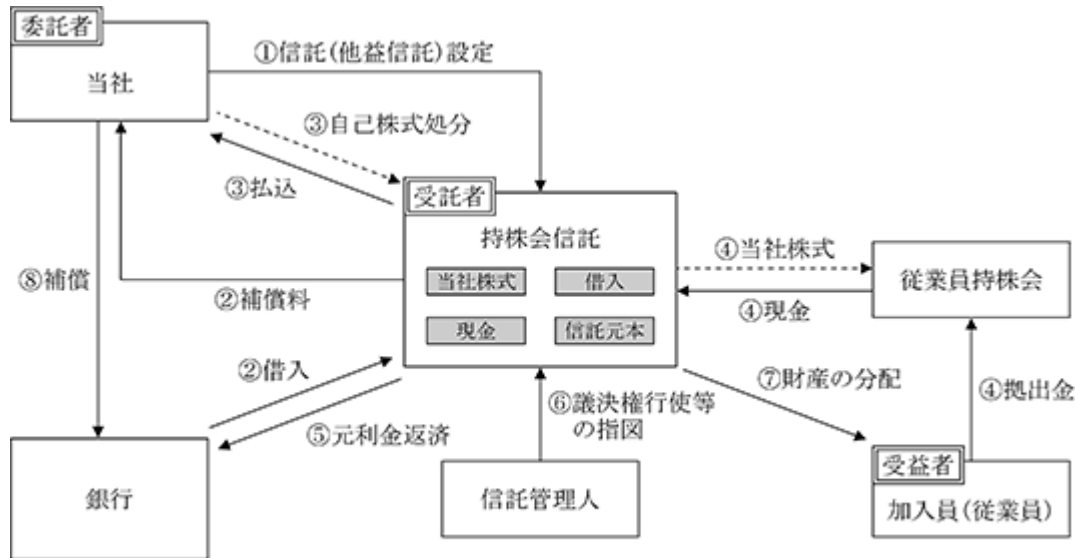 委託者
当社
①信託(他益信託)設定
③自己株式処分
③払込
受託者
持株会信託
当社株式
借入
現金
信託元本
④当社株式
④現金
従業員持株会
⑧補償
②補償料
②借入
⑤元利金返済
⑥議決権行使等
の指図
⑦財産の分配
④拠出金
銀行
信託管理人
受益者
加入員(従業員)